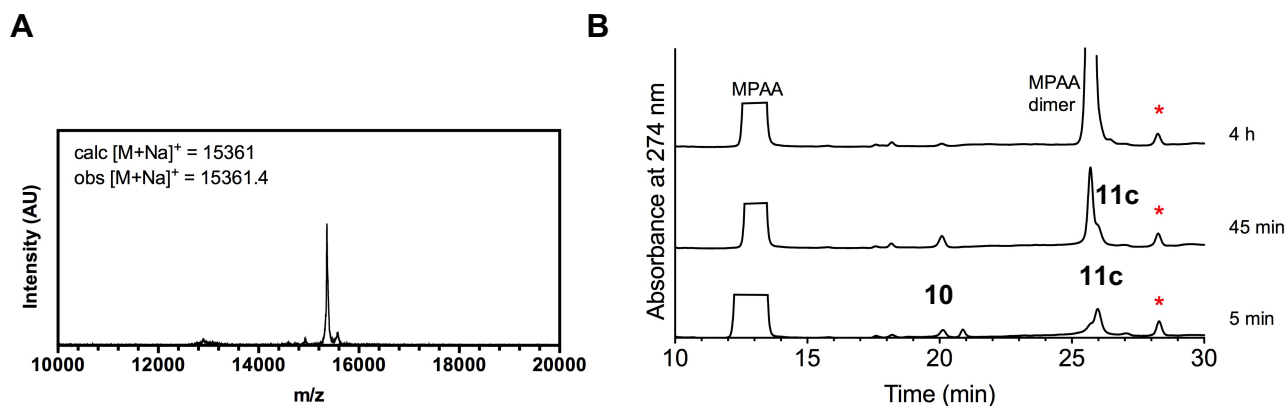 A
calc [M+Na]+ = 15361
obs [M+Na]+ = 15361.4
Intensity (AU)
10000 12000 14000 16000 18000 20000
m/z
B
Absorbance at 274 nm
MPAA
MPAA
dimer
*
4 h
11c
*
45 min
10
11c
*
5 min
10 15 20 25 30
Time (min)